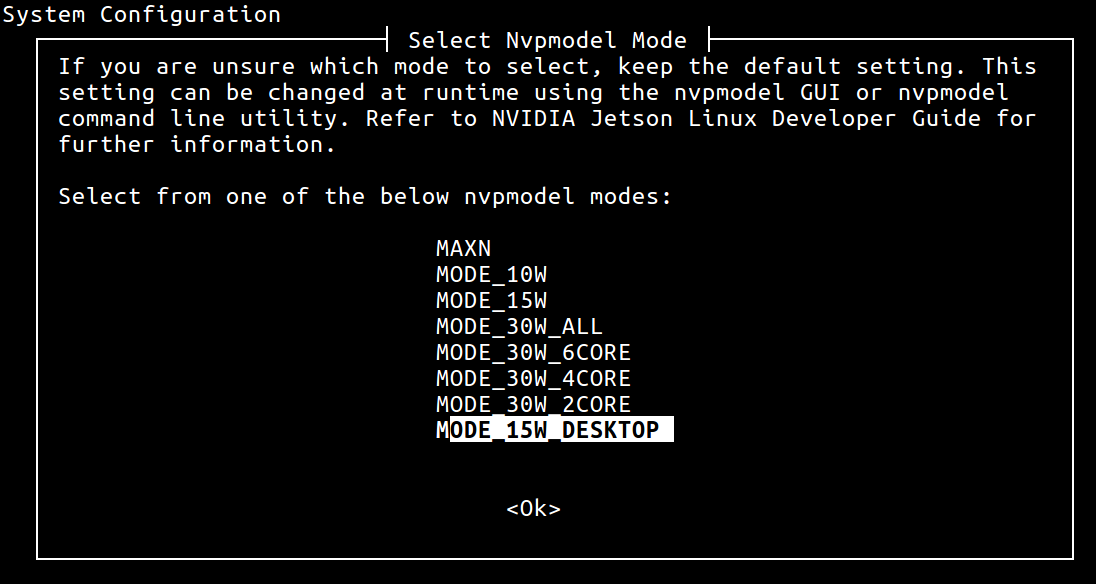 System Configuration
Select Nvpmodel Mode
If you are unsure which mode to select, keep the default setting. This
setting can be changed at runtime using the nvpmodel GUI or nvpmodel
command line utility. Refer to NVIDIA Jetson Linux Developer Guide for
further information.
Select from one of the below nvpmodel modes:
MAXN
MODE_10W
MODE_15W
MODE_30W_ALL
MODE_30W_6CORE
MODE_30W_4CORE
MODE_30W_2CORE
MODE_15W_DESKTOP
<Ok>